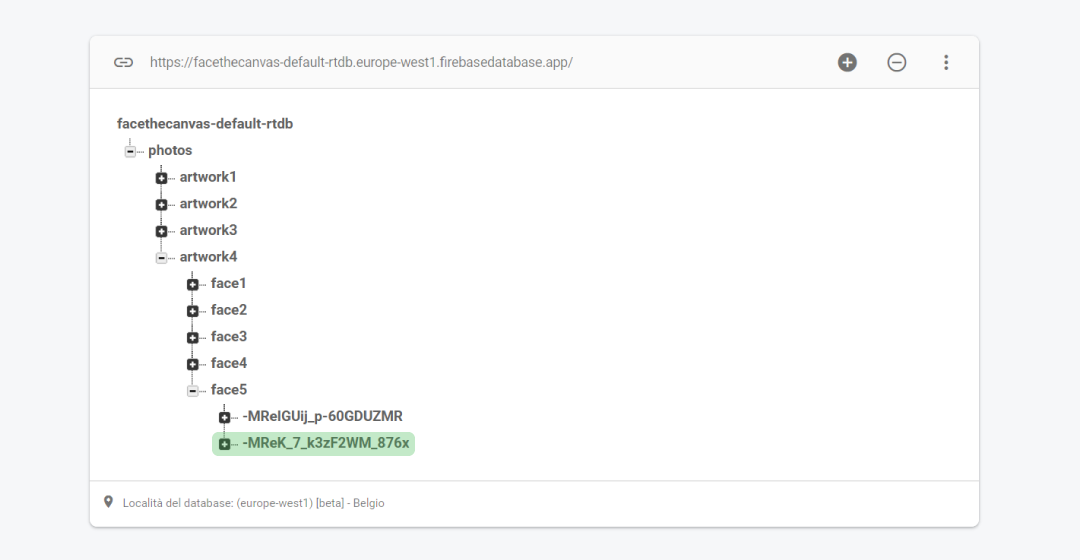 https://facethecanvas-default-rtdb.europe-west1.firebasedatabase.app/
facethecanvas-default-rtdb
photos
artwork1
artwork2
artwork3
artwork4
face1
face2
face3
face4
face5
-MReIGUij_p-60GDUZMR
-MReK_7_k3zF2WM_876x
Località del database: (europe-west1) [beta] - Belgio